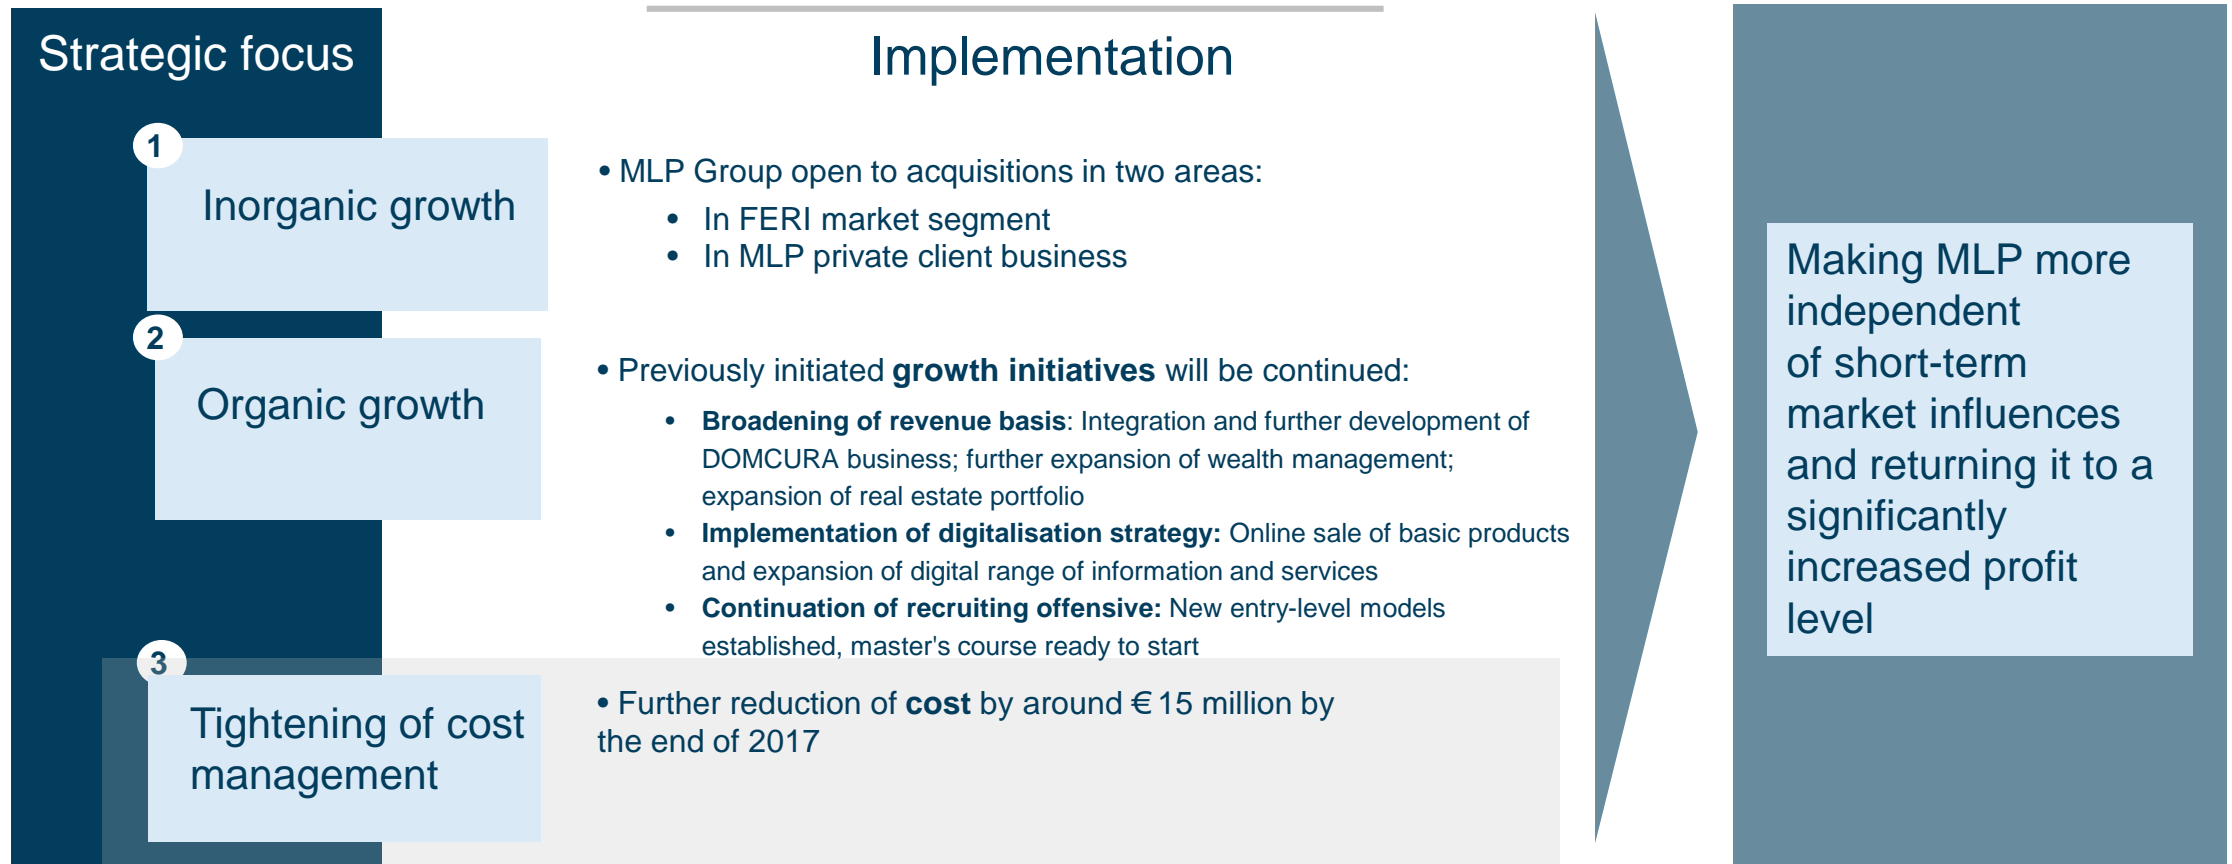 Strategic focus
Implementation
1
Inorganic growth
• MLP Group open to acquisitions in two areas:
• In FERI market segment
• In MLP private client business
2
Organic growth
• Previously initiated growth initiatives will be continued:
• Broadening of revenue basis: Integration and further development of
DOMCURA business; further expansion of wealth management;
expansion of real estate portfolio
• Implementation of digitalisation strategy: Online sale of basic products
and expansion of digital range of information and services
• Continuation of recruiting offensive: New entry-level models
established, master's course ready to start
3
Tightening of cost
management
• Further reduction of cost by around € 15 million by
the end of 2017
Making MLP more
independent
of short-term
market influences
and returning it to a
significantly
increased profit
level